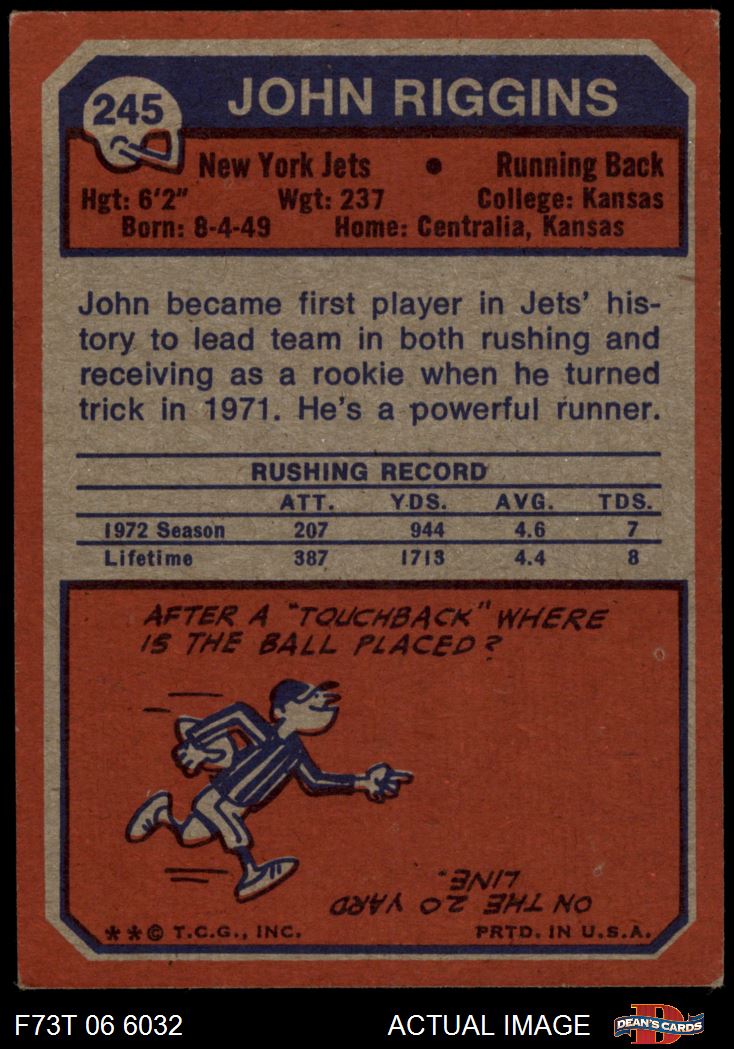 245
JOHN RIGGINS
New York Jets • Running Back
Hgt: 6'2" Wgt: 237 College: Kansas
Born: 8-4-49 Home: Centralia, Kansas
John became first player in Jets' his-
tory to lead team in both rushing and
receiving as a rookie when he turned
trick in 1971. He's a powerful runner.
RUSHING RECORD
ATT. YDS. AVG. TDS.
1972 Season 207 944 4.6 7
Lifetime 387 1713 4.4 8
AFTER A "TOUCHBACK" WHERE
IS THE BALL PLACED?
ON THE 20 YARD
LINE.
**© T.C.G., INC. PRTD. IN U.S.A.
F73T 06 6032 ACTUAL IMAGE
D
DEAN'S CARDS